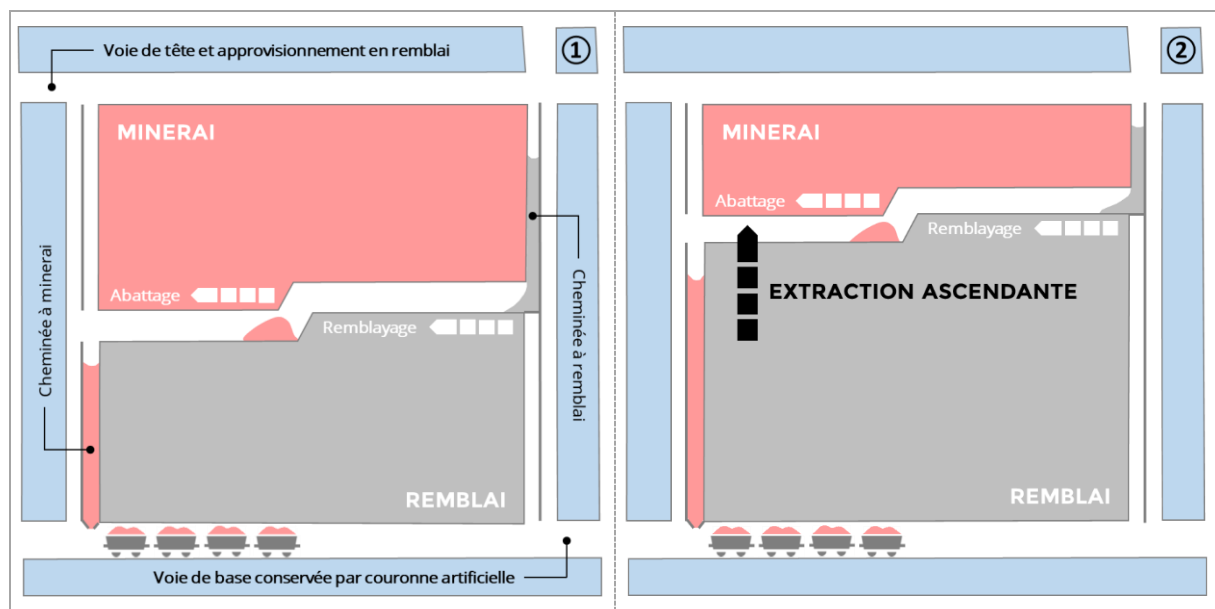 Voie de tête et approvisionnement en remblai
①
MINERAI
Abattage
Remblayage
Cheminée à minerai
Cheminée à remblai
REMBLAI
Voie de base conservée par couronne artificielle
②
MINERAI
Abattage
Remblayage
EXTRACTION ASCENDANTE
REMBLAI